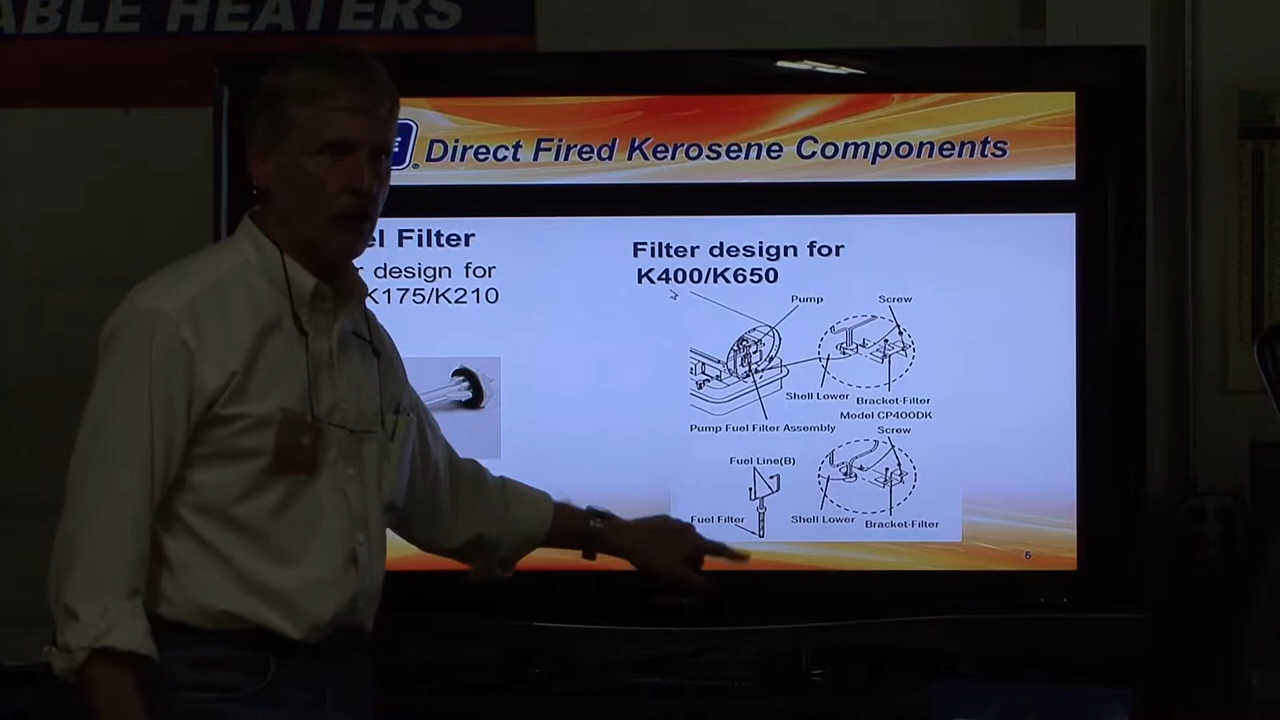 ABLE HEATERS
Direct Fired Kerosene Components
el Filter
r design for
K175/K210
Filter design for
K400/K650
Pump
Screw
Shell Lower
Bracket-Filter
Model CP400DK
Pump Fuel Filter Assembly
Screw
Fuel Line(B)
Fuel Filter
Shell Lower
Bracket-Filter
5